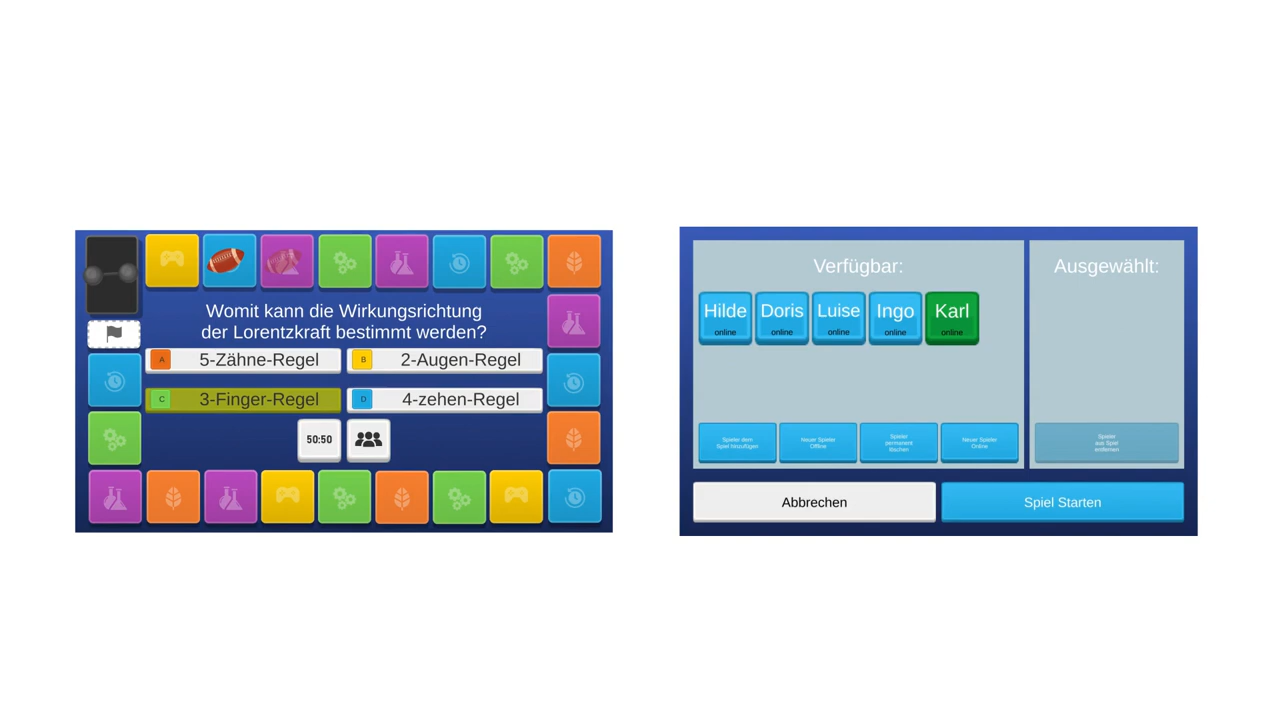 Womit kann die Wirkungsrichtung
der Lorentzkraft bestimmt werden?
A 5-Zähne-Regel
B 2-Augen-Regel
C 3-Finger-Regel
D 4-zehen-Regel
50:50
Verfügbar:
Hilde
online
Doris
online
Luise
online
Ingo
online
Karl
online
Spieler dem
Spiel hinzufügen
Neuer Spieler
Offline
Spieler
permanent
löschen
Neuer Spieler
Online
Ausgewählt:
Spieler
aus Spiel
entfernen
Abbrechen
Spiel Starten